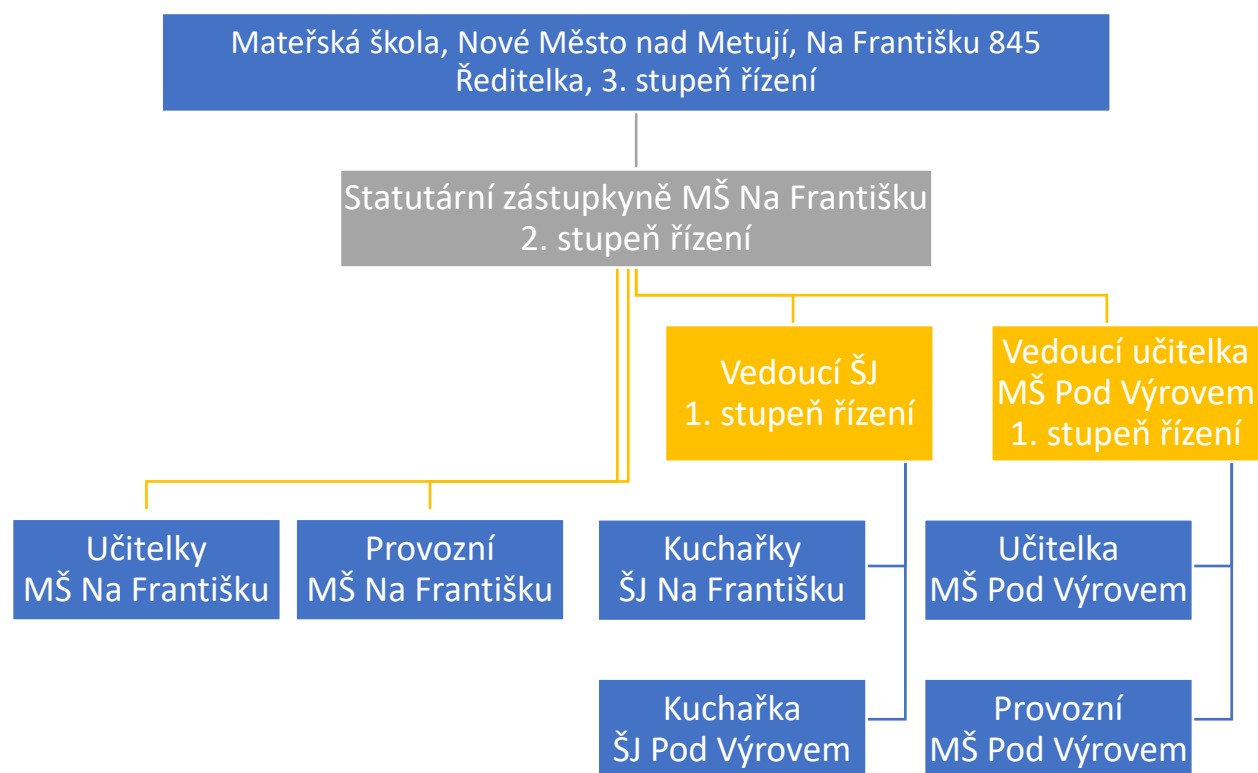 Mateřská škola, Nové Město nad Metují, Na Františku 845
Ředitelka, 3. stupeň řízení
Statutární zástupkyně MŠ Na Františku
2. stupeň řízení
Vedoucí ŠJ
1. stupeň řízení
Vedoucí učitelka
MŠ Pod Výrovem
1. stupeň řízení
Učitelky
MŠ Na Františku
Provozní
MŠ Na Františku
Kuchařky
ŠJ Na Františku
Učitelka
MŠ Pod Výrovem
Kuchařka
ŠJ Pod Výrovem
Provozní
MŠ Pod Výrovem